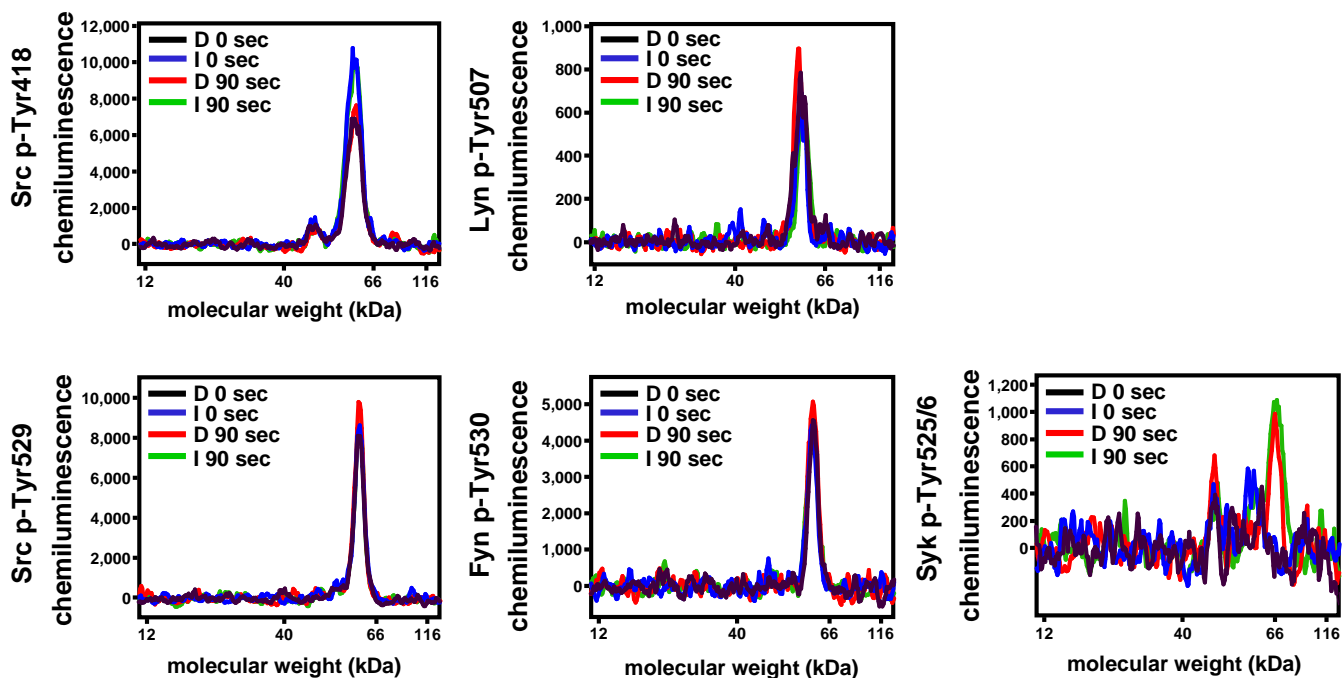 Src p-Tyr418
chemiluminescence
12,000
10,000
8,000
6,000
4,000
2,000
0
D 0 sec
I 0 sec
D 90 sec
I 90 sec
12 40 66 116
molecular weight (kDa)
Lyn p-Tyr507
chemiluminescence
1,000
800
600
400
200
0
D 0 sec
I 0 sec
D 90 sec
I 90 sec
12 40 66 116
molecular weight (kDa)
Src p-Tyr529
chemiluminescence
10,000
8,000
6,000
4,000
2,000
0
D 0 sec
I 0 sec
D 90 sec
I 90 sec
12 40 66 116
molecular weight (kDa)
Fyn p-Tyr530
chemiluminescence
5,000
4,000
3,000
2,000
1,000
0
D 0 sec
I 0 sec
D 90 sec
I 90 sec
12 40 66 116
molecular weight (kDa)
Syk p-Tyr525/6
chemiluminescence
1,200
1,000
800
600
400
200
0
D 0 sec
I 0 sec
D 90 sec
I 90 sec
12 40 66 116
molecular weight (kDa)